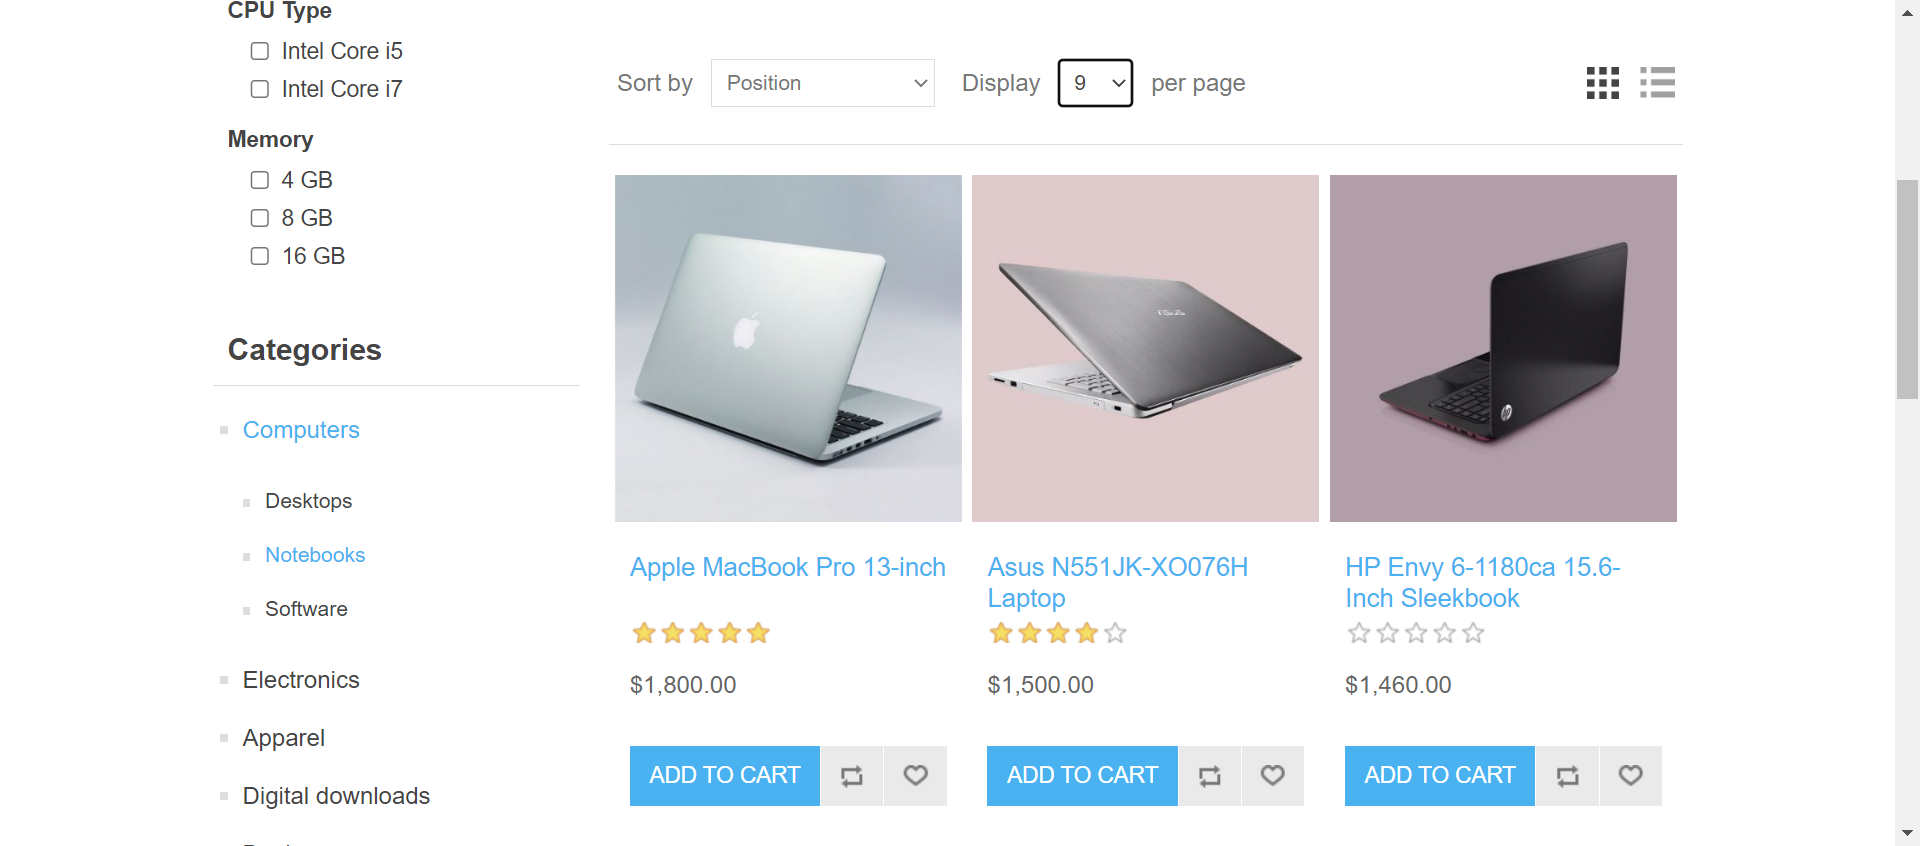 CPU Type
Intel Core i5
Intel Core i7
Memory
4 GB
8 GB
16 GB
Categories
Computers
Desktops
Notebooks
Software
Electronics
Apparel
Digital downloads
Sort by Position Display 9 per page
Apple MacBook Pro 13-inch
$1,800.00
ADD TO CART
ASUS
Asus N551JK-XO076H
Laptop
$1,500.00
ADD TO CART
hp
HP Envy 6-1180ca 15.6-
Inch Sleekbook
$1,460.00
ADD TO CART